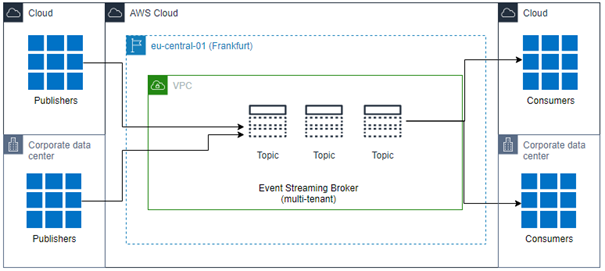 Cloud
AWS Cloud
Cloud
eu-central-01 (Frankfurt)
VPC
Publishers
Consumers
Corporate data
center
Corporate data
center
Topic
Topic
Topic
Event Streaming Broker
(multi-tenant)
Publishers
Consumers